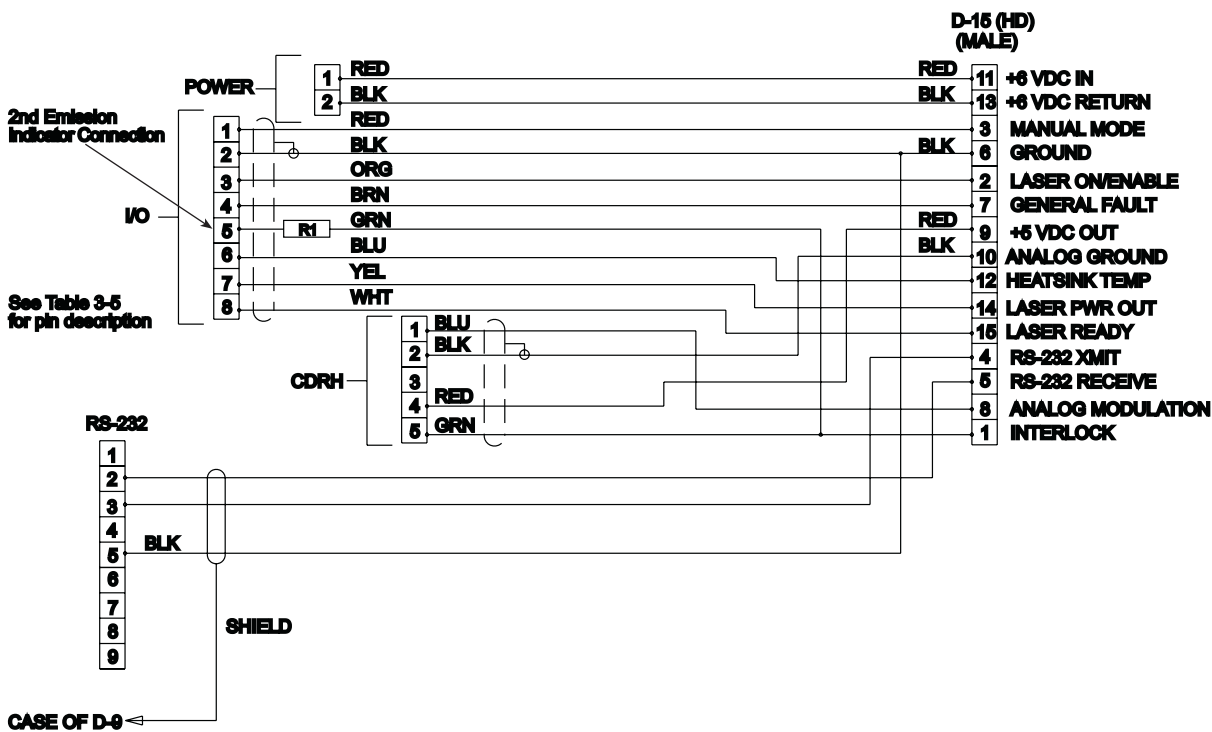 D-15 (HD)
(MALE)
POWER
1 RED RED 11 +6 VDC IN
2 BLK BLK 13 +6 VDC RETURN
2nd Emission
Indicator Connection
I/O
1 RED 3 MANUAL MODE
2 BLK BLK 6 GROUND
3 ORG 2 LASER ON/ENABLE
4 BRN 7 GENERAL FAULT
5 R1 GRN RED 9 +5 VDC OUT
6 BLU BLK 10 ANALOG GROUND
7 YEL 12 HEATSINK TEMP
8 WHT 14 LASER PWR OUT
See Table 3-5
for pin description
15 LASER READY
CDRH
1 BLU
2 BLK 4 RS-232 XMIT
3 5 RS-232 RECEIVE
4 RED 8 ANALOG MODULATION
5 GRN 1 INTERLOCK
RS-232
1
2
3
4
5 BLK
6
7
8
9
SHIELD
CASE OF D-9